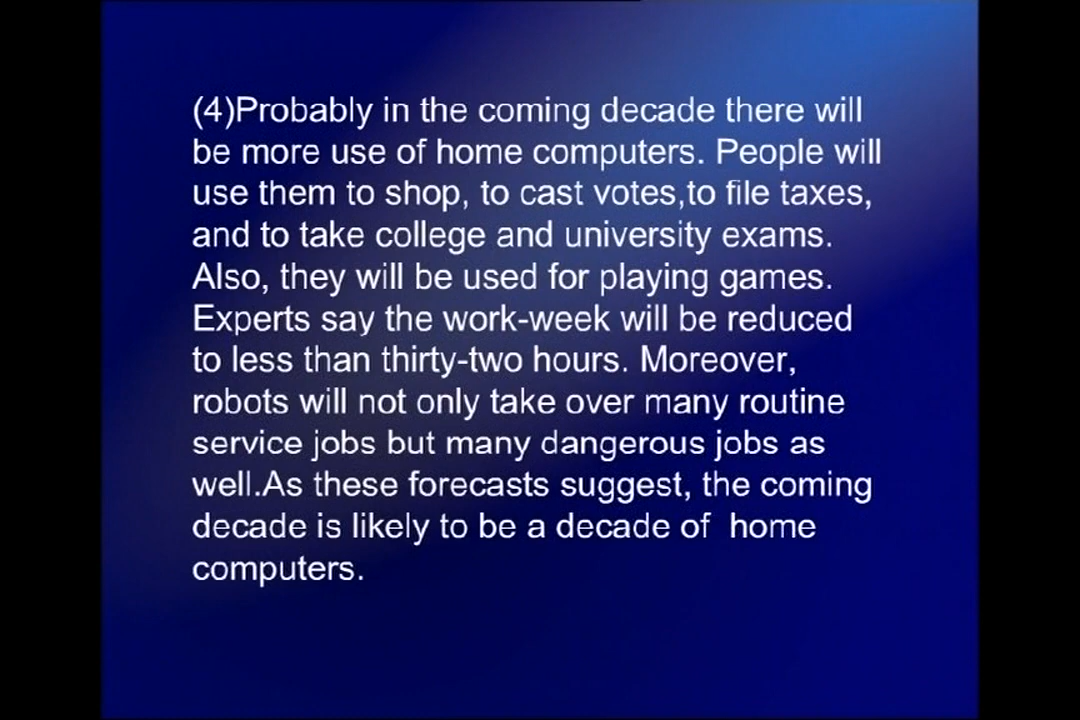 (4)Probably in the coming decade there will
be more use of home computers. People will
use them to shop, to cast votes,to file taxes,
and to take college and university exams.
Also, they will be used for playing games.
Experts say the work-week will be reduced
to less than thirty-two hours. Moreover,
robots will not only take over many routine
service jobs but many dangerous jobs as
well.As these forecasts suggest, the coming
decade is likely to be a decade of  home
computers.